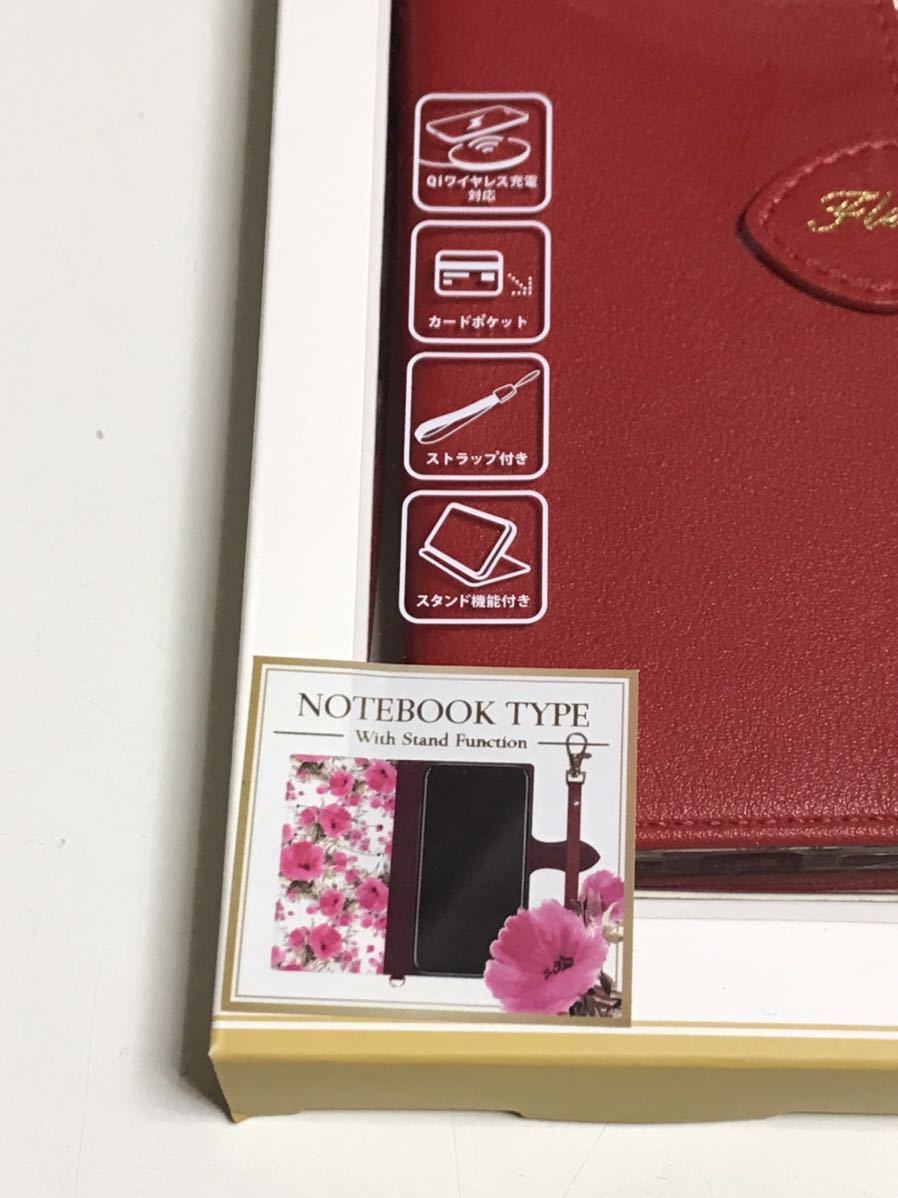 Qiワイヤレス充電
対応
カードポケット
ストラップ付き
スタンド機能付き
NOTEBOOK TYPE
With Stand Function